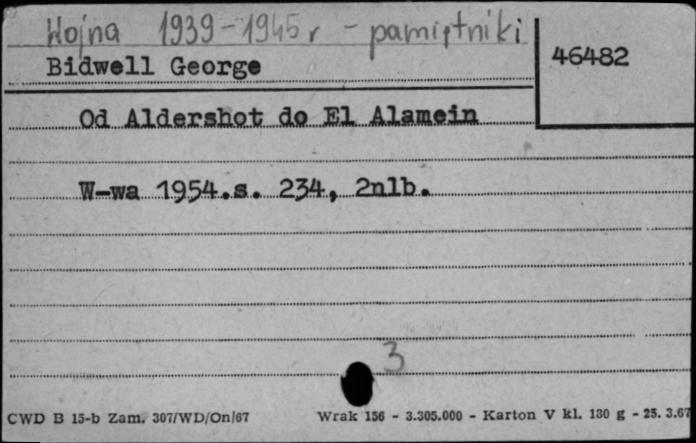 Wojna 1939-1945r - pamiętniki
Bidwell George
46482
Od Aldershot do El Alamein
W-wa 1954.s. 234, 2nlb.
3
CWD B 15-b Zam. 307/WD/On/67 Wrak 156 - 3.305.000 - Karton V kl. 130 g - 25. 3.67